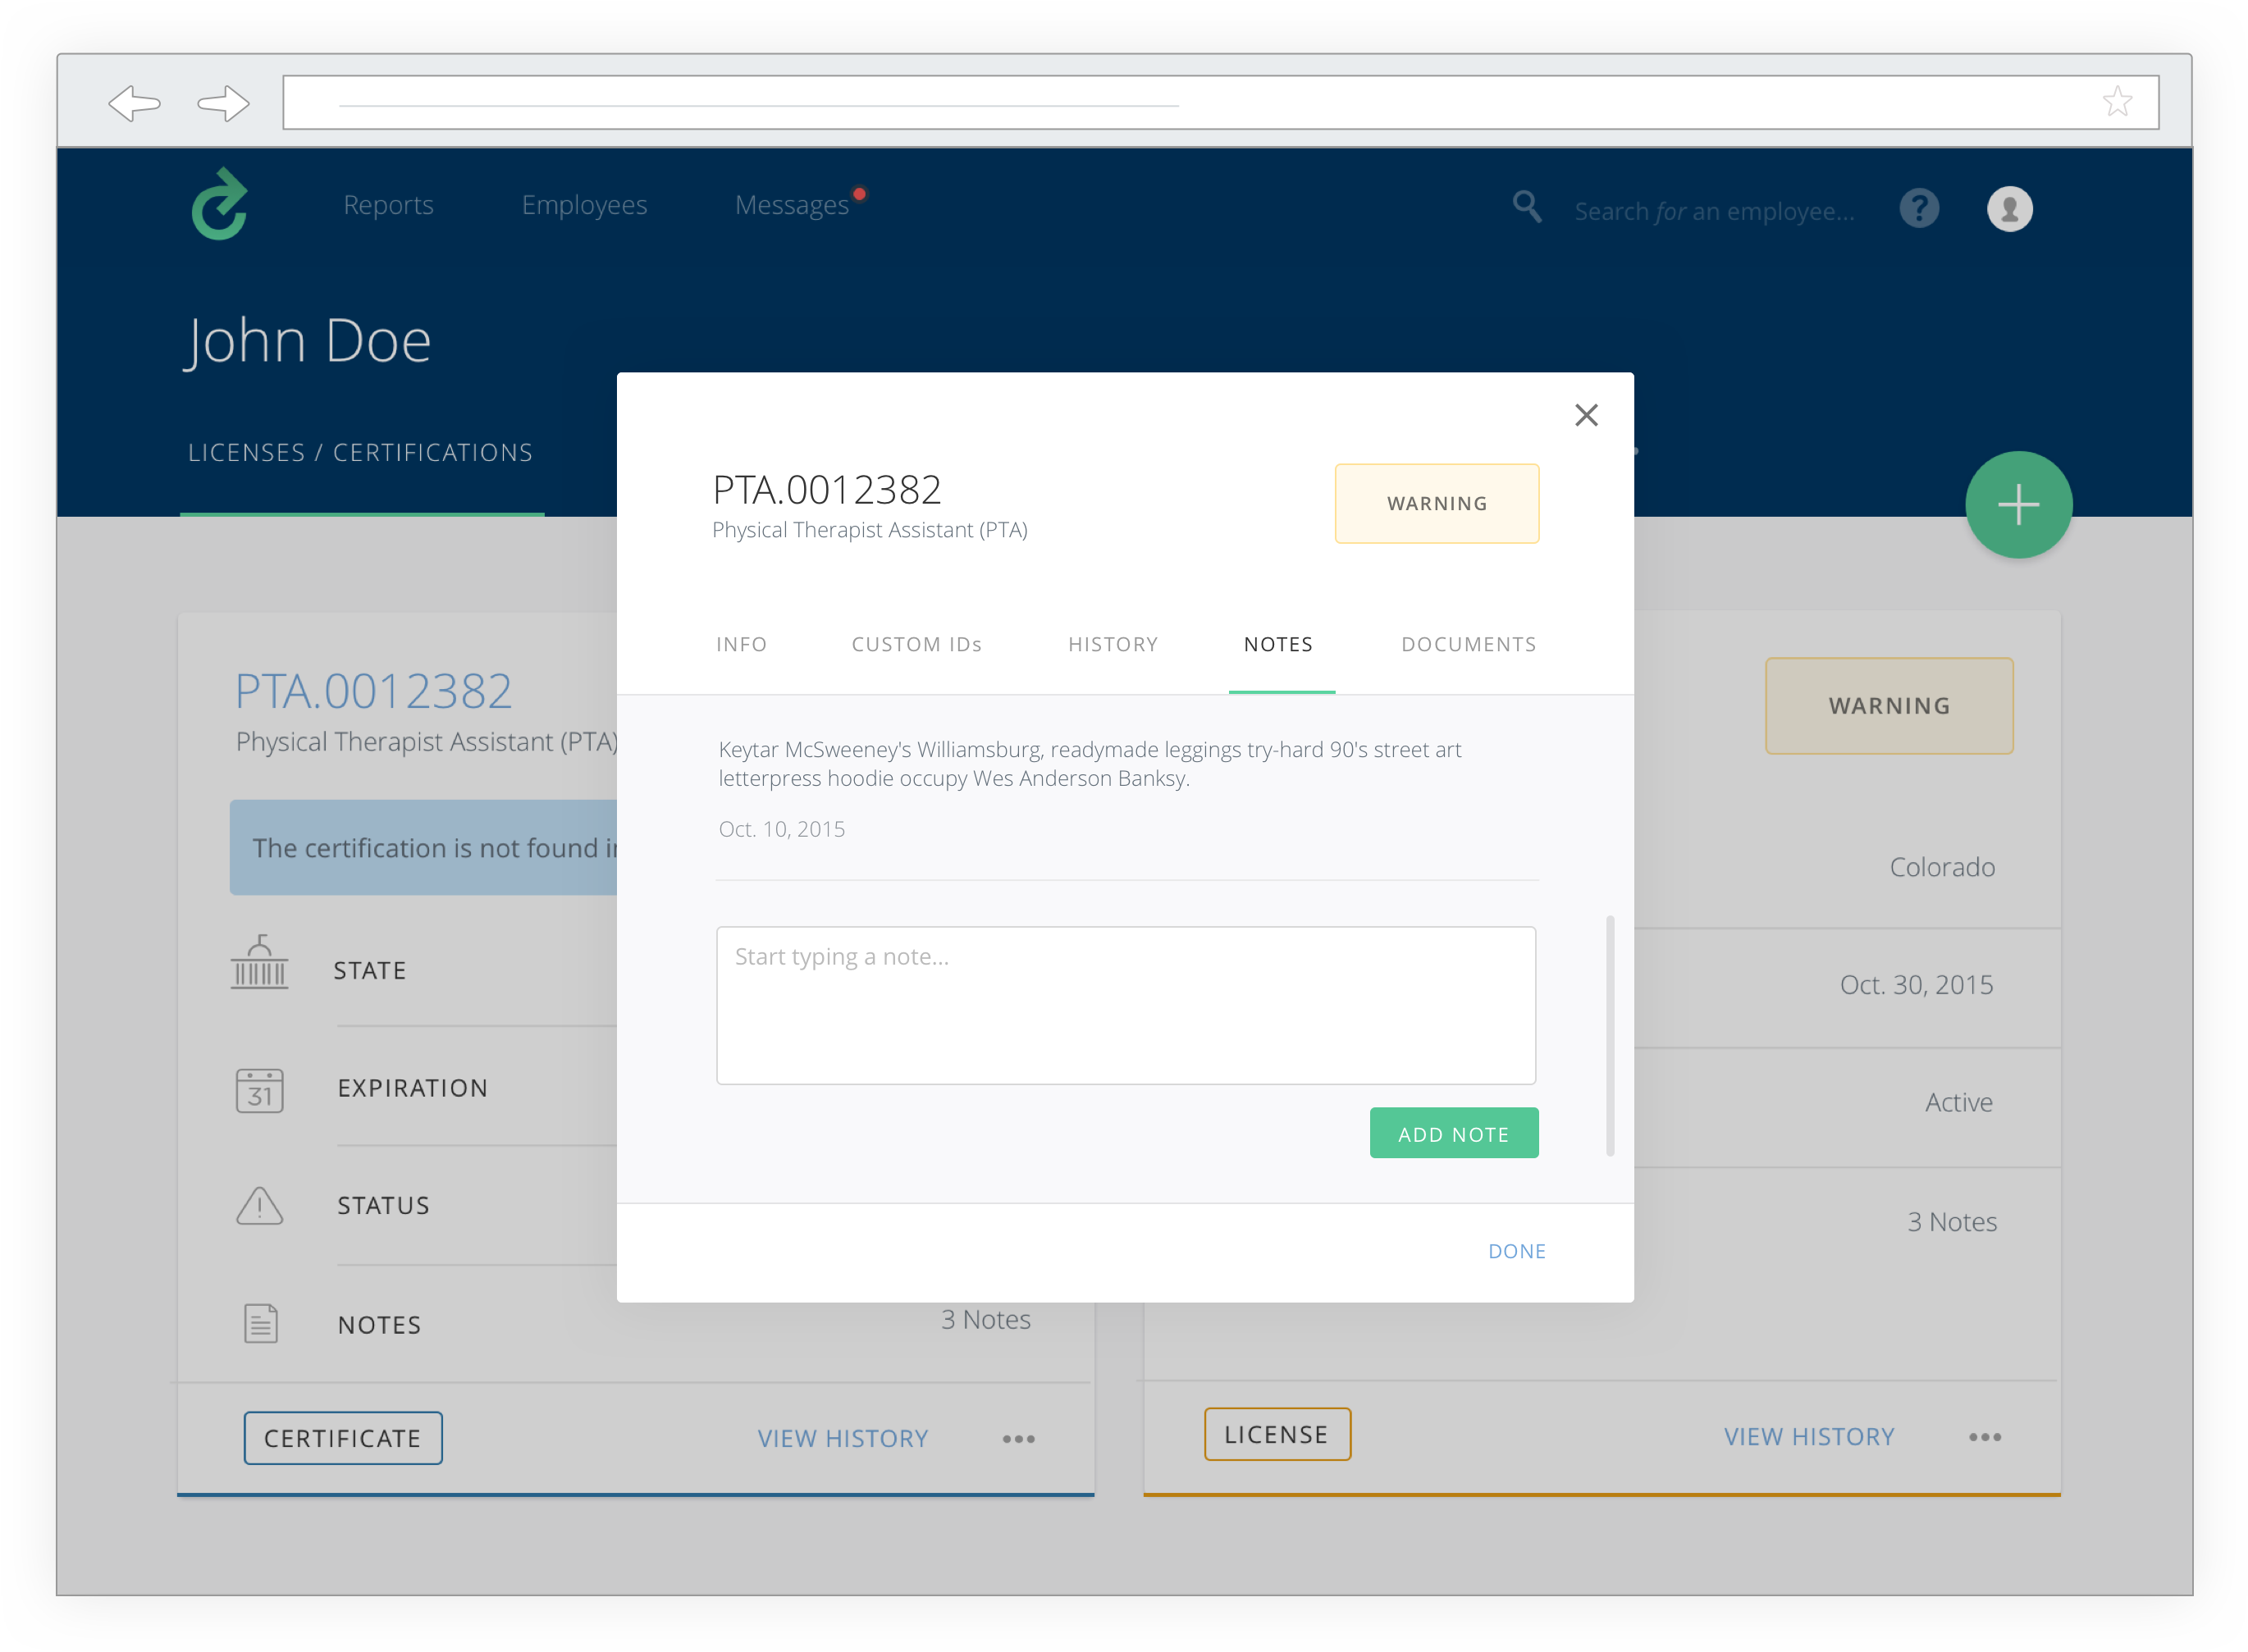 Reports
Employees
Messages
Search for an employee...
?
John Doe
LICENSES / CERTIFICATIONS
PTA.0012382
Physical Therapist Assistant (PTA)
WARNING
INFO
CUSTOM IDs
HISTORY
NOTES
DOCUMENTS
Keytar McSweeney's Williamsburg, readymade leggings try-hard 90's street art
letterpress hoodie occupy Wes Anderson Banksy.
Oct. 10, 2015
Start typing a note...
ADD NOTE
DONE
PTA.0012382
Physical Therapist Assistant (PTA)
The certification is not found
STATE
31
EXPIRATION
STATUS
NOTES
3 Notes
CERTIFICATE
VIEW HISTORY
WARNING
Colorado
Oct. 30, 2015
Active
3 Notes
LICENSE
VIEW HISTORY